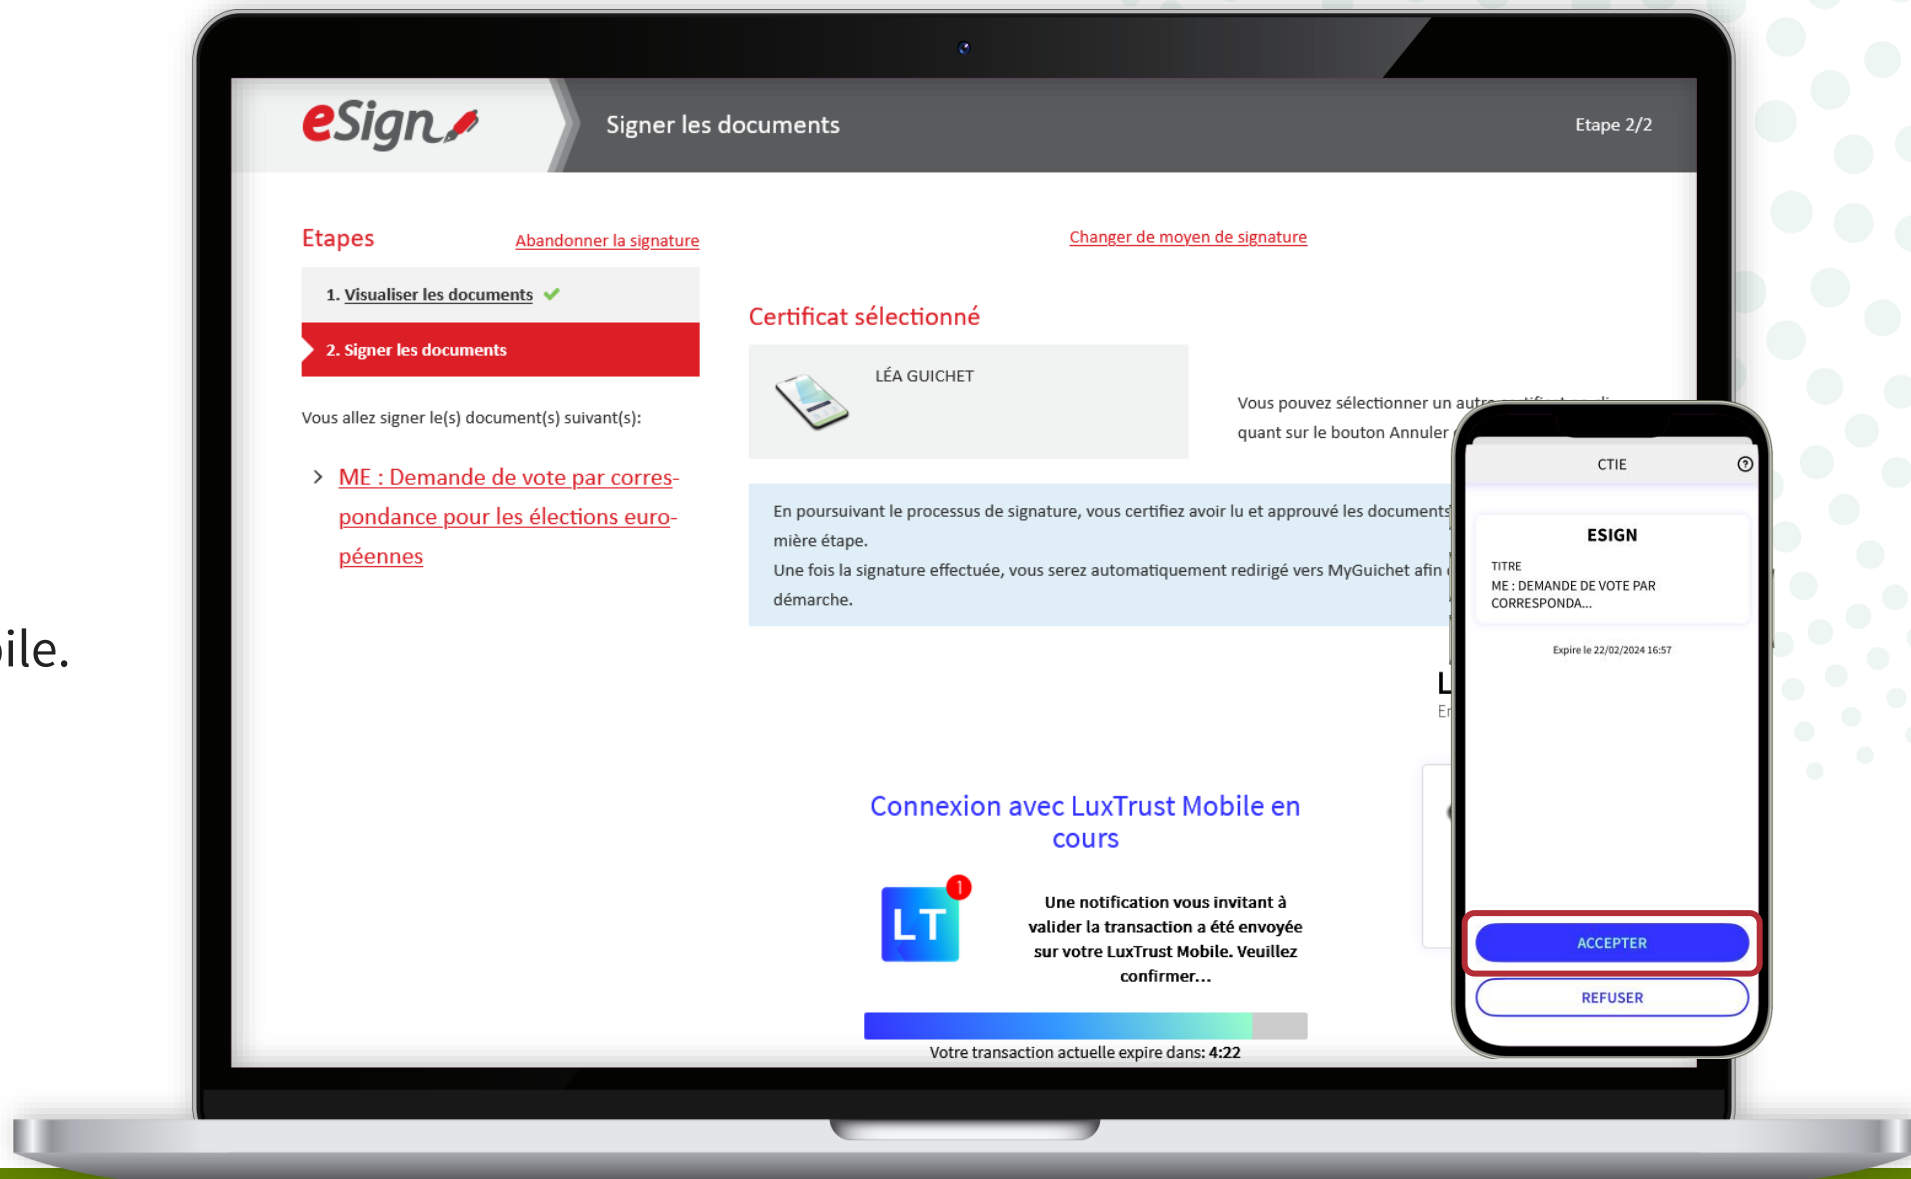 eSign
Signer les documents
Etape 2/2
Etapes
Abandonner la signature
Changer de moyen de signature
1. Visualiser les documents
2. Signer les documents
Vous allez signer le(s) document(s) suivant(s):
ME : Demande de vote par corres-
pondance pour les élections euro-
péennes
Certificat sélectionné
LÉA GUICHET
Vous pouvez sélectionner un
quant sur le bouton Annuler
En poursuivant le processus de signature, vous certifiez avoir lu et approuvé les documents
mière étape.
Une fois la signature effectuée, vous serez automatiquement redirigé vers MyGuichet afin
démarche.
Connexion avec LuxTrust Mobile en
cours
LT
1
Une notification vous invitant à
valider la transaction a été envoyée
sur votre LuxTrust Mobile. Veuillez
confirmer...
Votre transaction actuelle expire dans: 4:22
CTIE
?
ESIGN
TITRE
ME : DEMANDE DE VOTE PAR
CORRESPONDA...
Expire le 22/02/2024 16:57
ACCEPTER
REFUSER